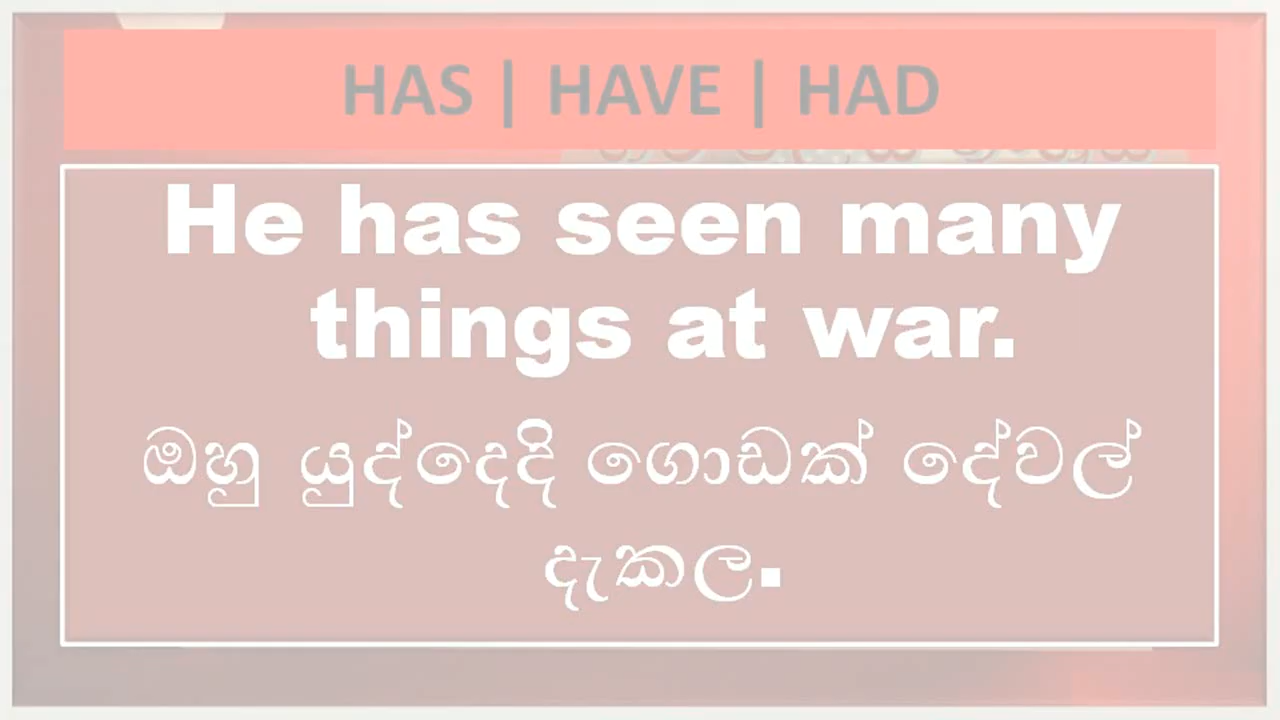 HAS | HAVE | HAD
He has seen many
things at war.
ඔහු යුද්දෙදි ගොඩක් දේවල්
දැකල.